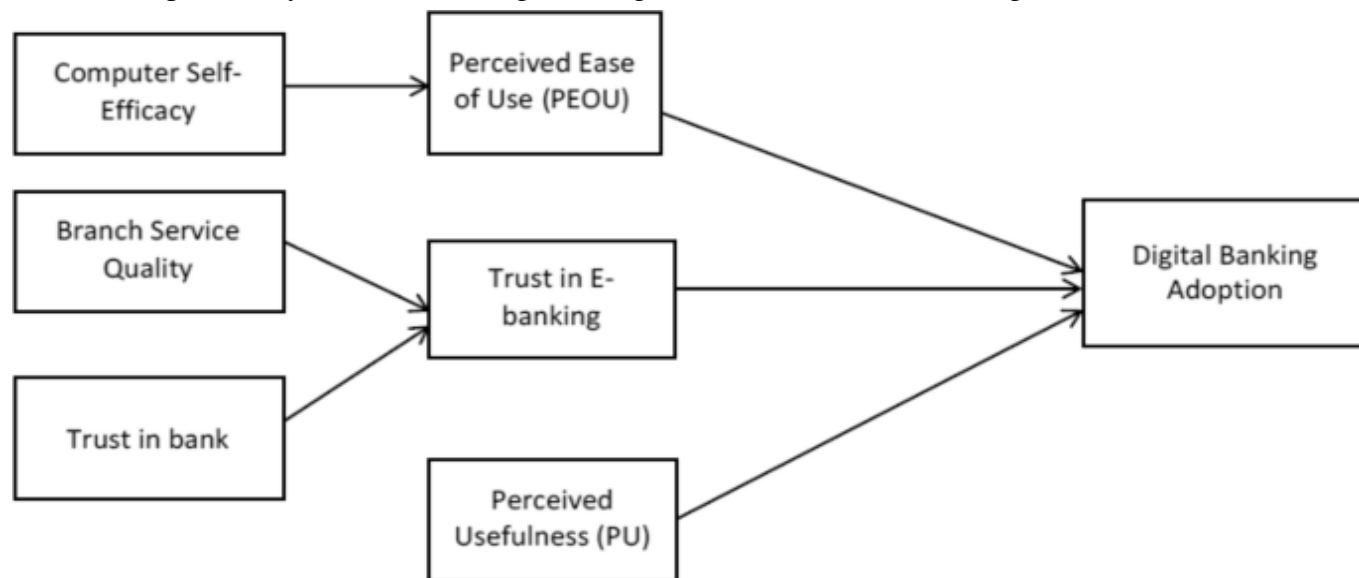 Computer Self-
Efficacy
Perceived Ease
of Use (PEOU)
Branch Service
Quality
Trust in E-
banking
Digital Banking
Adoption
Trust in bank
Perceived
Usefulness (PU)